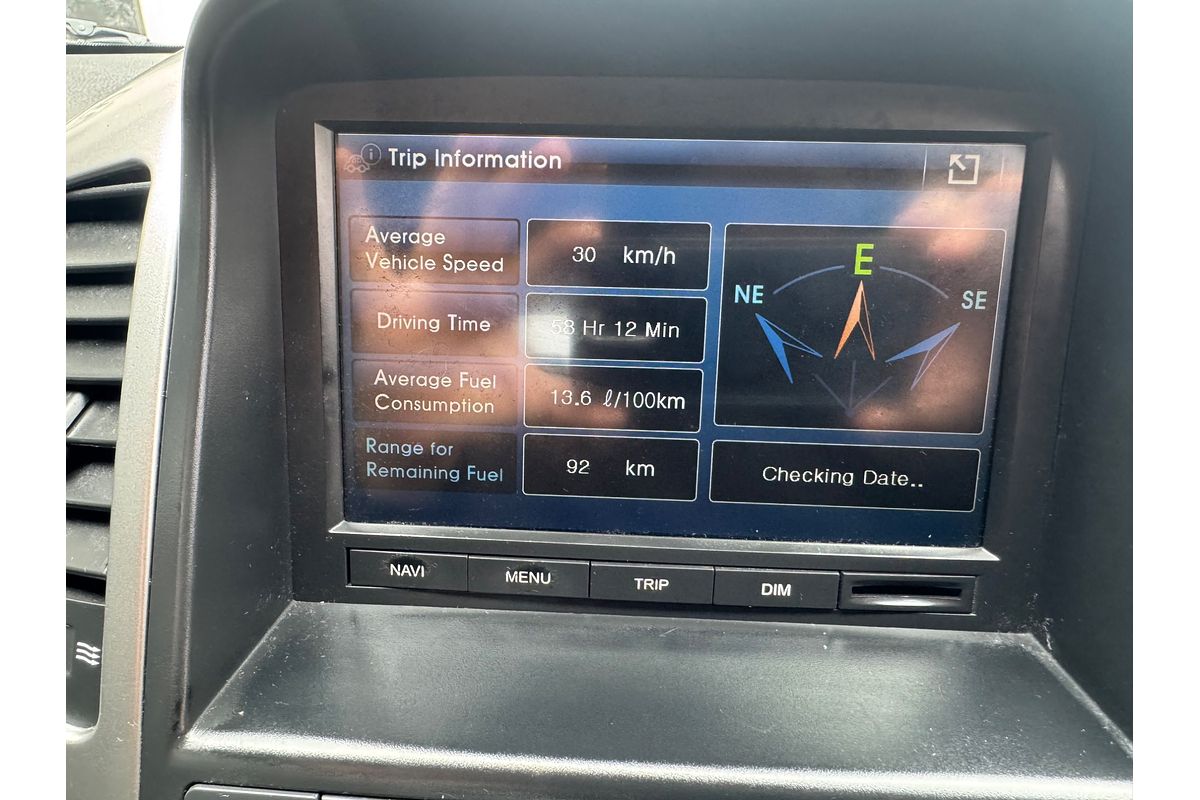 Trip Information
Average
Vehicle Speed
30 km/h
Driving Time
58 Hr 12 Min
Average Fuel
Consumption
13.6 ℓ/100km
Range for
Remaining Fuel
92 km
E
NE
SE
Checking Date..
NAVI
MENU
TRIP
DIM